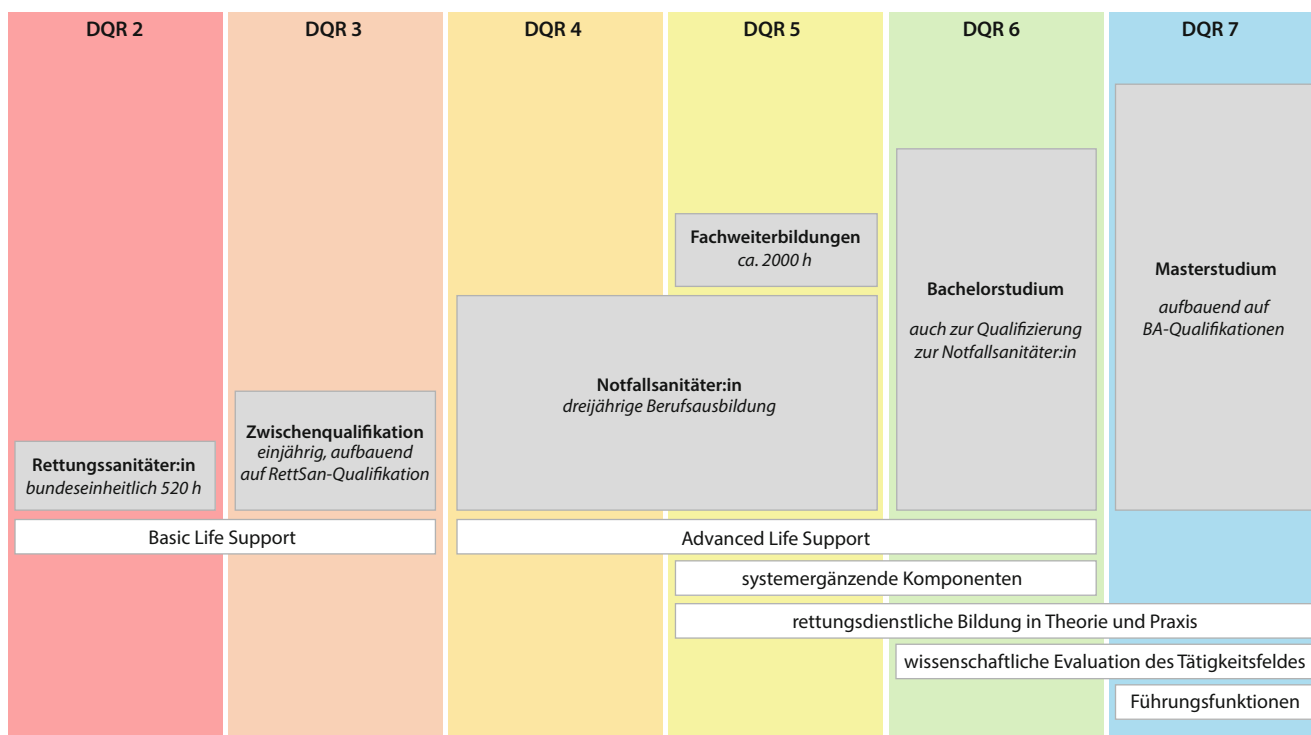 DQR 2
DQR 3
DQR 4
DQR 5
DQR 6
DQR 7
Rettungssanitäter:in
bundeseinheitlich 520 h
Zwischenqualifikation
einjährig, aufbauend
auf RettSan-Qualifikation
Notfallsanitäter:in
dreijährige Berufsausbildung
Fachweiterbildungen
ca. 2000 h
Bachelorstudium
auch zur Qualifizierung
zur Notfallsanitäter:in
Masterstudium
aufbauend auf
BA-Qualifikationen
Basic Life Support
Advanced Life Support
systemergänzende Komponenten
rettungsdienstliche Bildung in Theorie und Praxis
wissenschaftliche Evaluation des Tätigkeitsfeldes
Führungsfunktionen